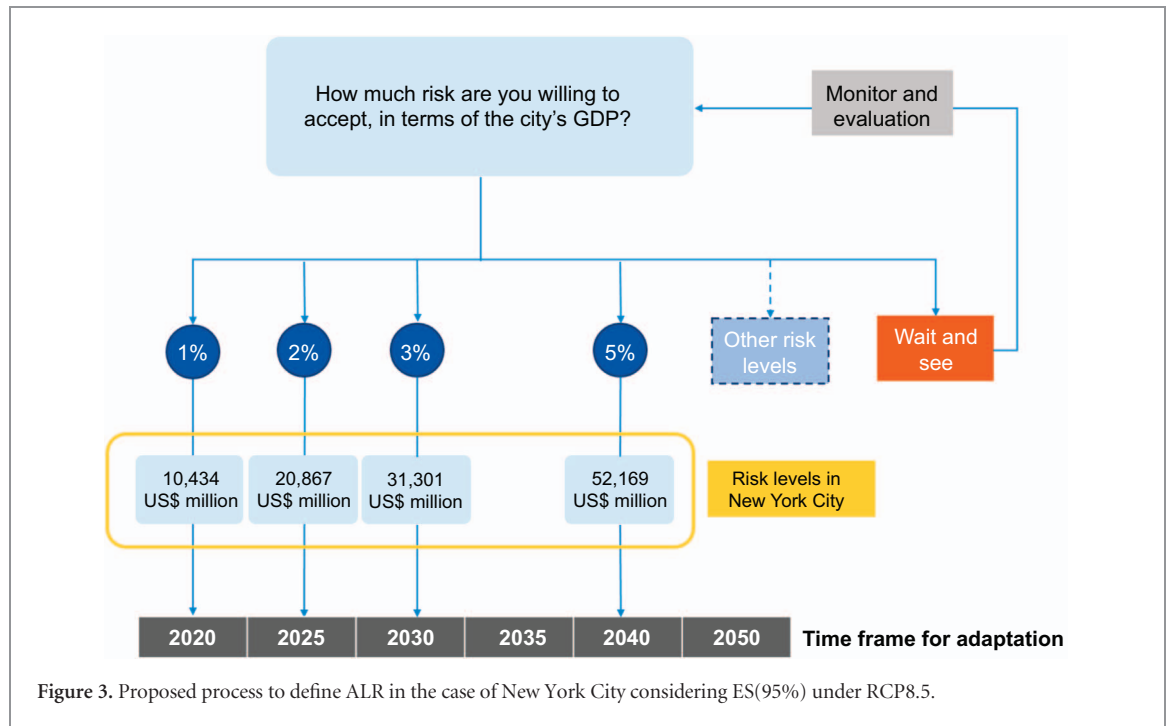 How much risk are you willing to
accept, in terms of the city's GDP?
Monitor and
evaluation
1%
2%
3%
5%
Other risk
levels
Wait and
see
10,434
US$ million
20,867
US$ million
31,301
US$ million
52,169
US$ million
Risk levels in
New York City
2020
2025
2030
2035
2040
2050
Time frame for adaptation
Figure 3. Proposed process to define ALR in the case of New York City considering ES(95%) under RCP8.5.